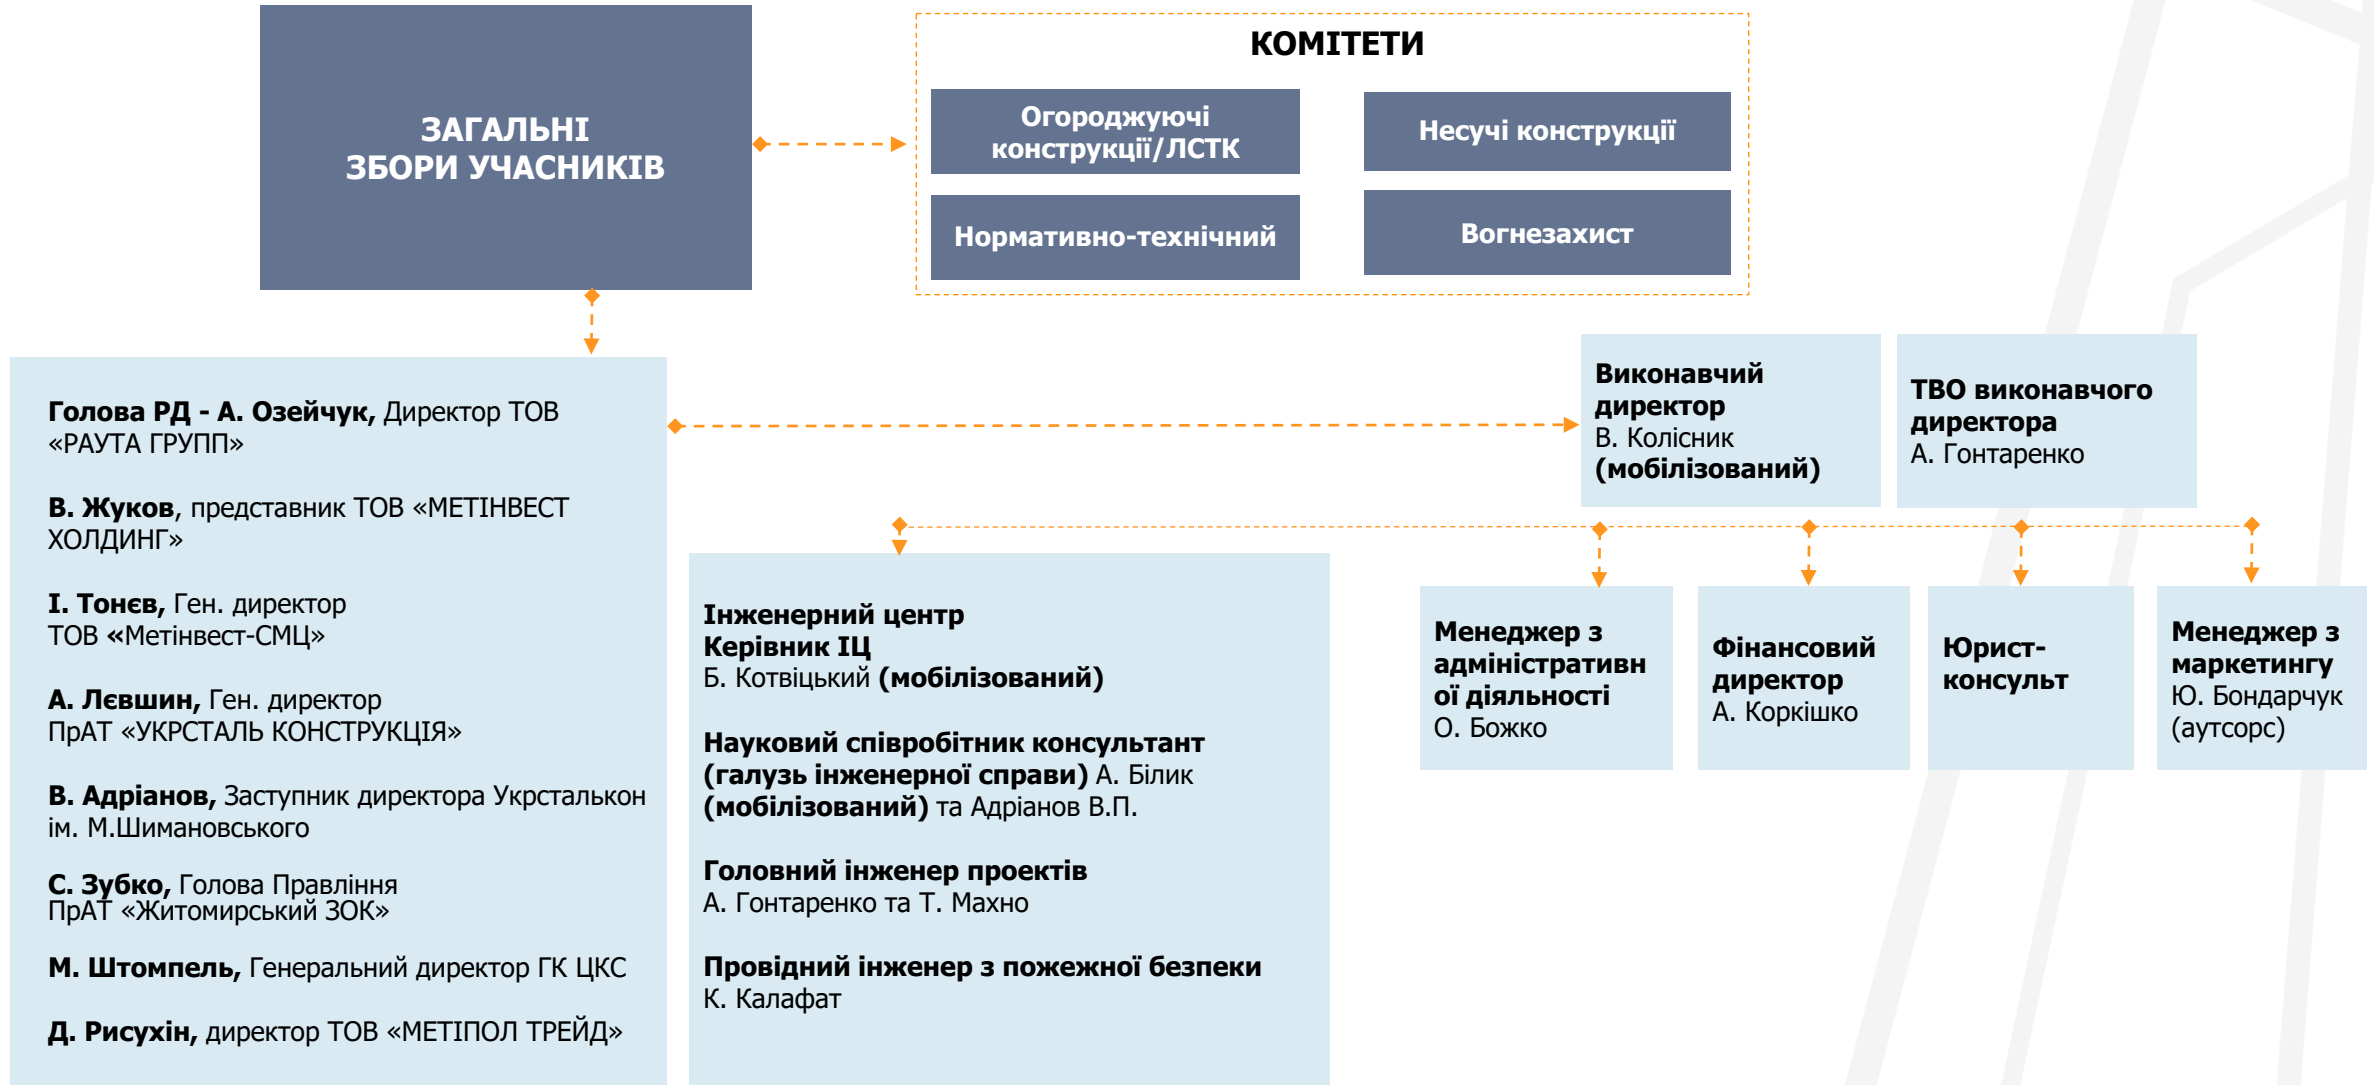 ЗАГАЛЬНІ
ЗБОРИ УЧАСНИКІВ
КОМІТЕТИ
Огороджуючі
конструкції/ЛСТК
Несучі конструкції
Нормативно-технічний
Вогнезахист
Голова РД - А. Озейчук, Директор ТОВ
«РАУТА ГРУПП»
В. Жуков, представник ТОВ «МЕТІНВЕСТ
ХОЛДИНГ»
І. Тонєв, Ген. директор
ТОВ «Метінвест-СМЦ»
А. Лєвшин, Ген. директор
ПрАТ «УКРСТАЛЬ КОНСТРУКЦІЯ»
В. Адріанов, Заступник директора Укрсталькон
ім. М.Шимановського
С. Зубко, Голова Правління
ПрАТ «Житомирський ЗОК»
М. Штомпель, Генеральний директор ГК ЦКС
Д. Рисухін, директор ТОВ «МЕТІПОЛ ТРЕЙД»
Виконавчий
директор
В. Колісник
(мобілізований)
ТВО виконавчого
директора
А. Гонтаренко
Інженерний центр
Керівник ІЦ
Б. Котвіцький (мобілізований)
Науковий співробітник консультант
(галузь інженерної справи) А. Білик
(мобілізований) та Адріанов В.П.
Головний інженер проектів
А. Гонтаренко та Т. Махно
Провідний інженер з пожежної безпеки
К. Калафат
Менеджер з
адміністративн
ої діяльності
О. Божко
Фінансовий
директор
А. Коркішко
Юрист-
консульт
Менеджер з
маркетингу
Ю. Бондарчук
(аутсорс)